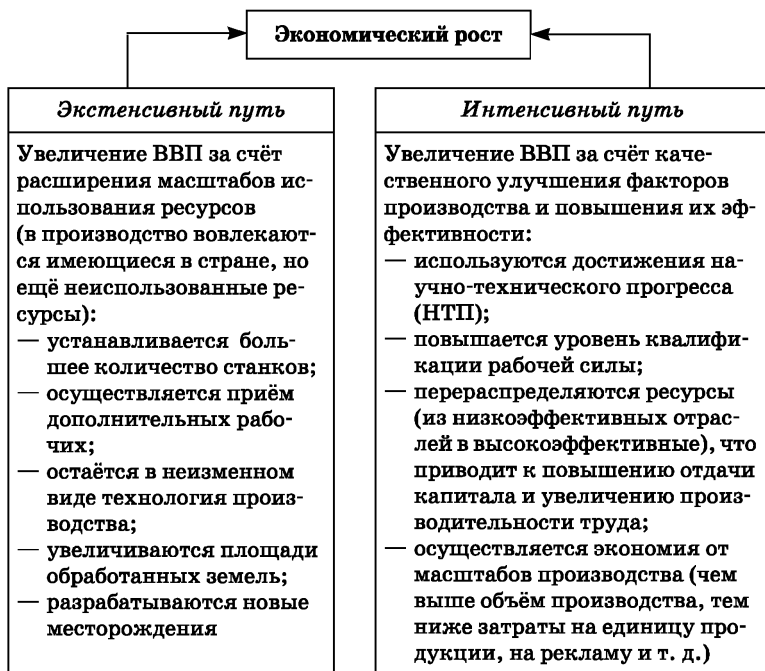 Экономический рост
Экстенсивный путь
Увеличение ВВП за счёт
расширения масштабов ис-
пользования ресурсов
(в производство вовлекают-
ся имеющиеся в стране, но
ещё неиспользованные ре-
сурсы):
— устанавливается боль-
шее количество станков;
— осуществляется приём
дополнительных рабо-
чих;
— остаётся в неизменном
виде технология произ-
водства;
— увеличиваются площади
обработанных земель;
— разрабатываются новые
месторождения
Интенсивный путь
Увеличение ВВП за счёт каче-
ственного улучшения факторов
производства и повышения их эф-
фективности:
— используются достижения на-
учно-технического прогресса
(НТП);
— повышается уровень квалифи-
кации рабочей силы;
— перераспределяются ресурсы
(из низкоэффективных отрас-
лей в высокоэффективные), что
приводит к повышению отдачи
капитала и увеличению произ-
водительности труда;
— осуществляется экономия от
масштабов производства (чем
выше объём производства, тем
ниже затраты на единицу про-
дукции, на рекламу и т. д.)